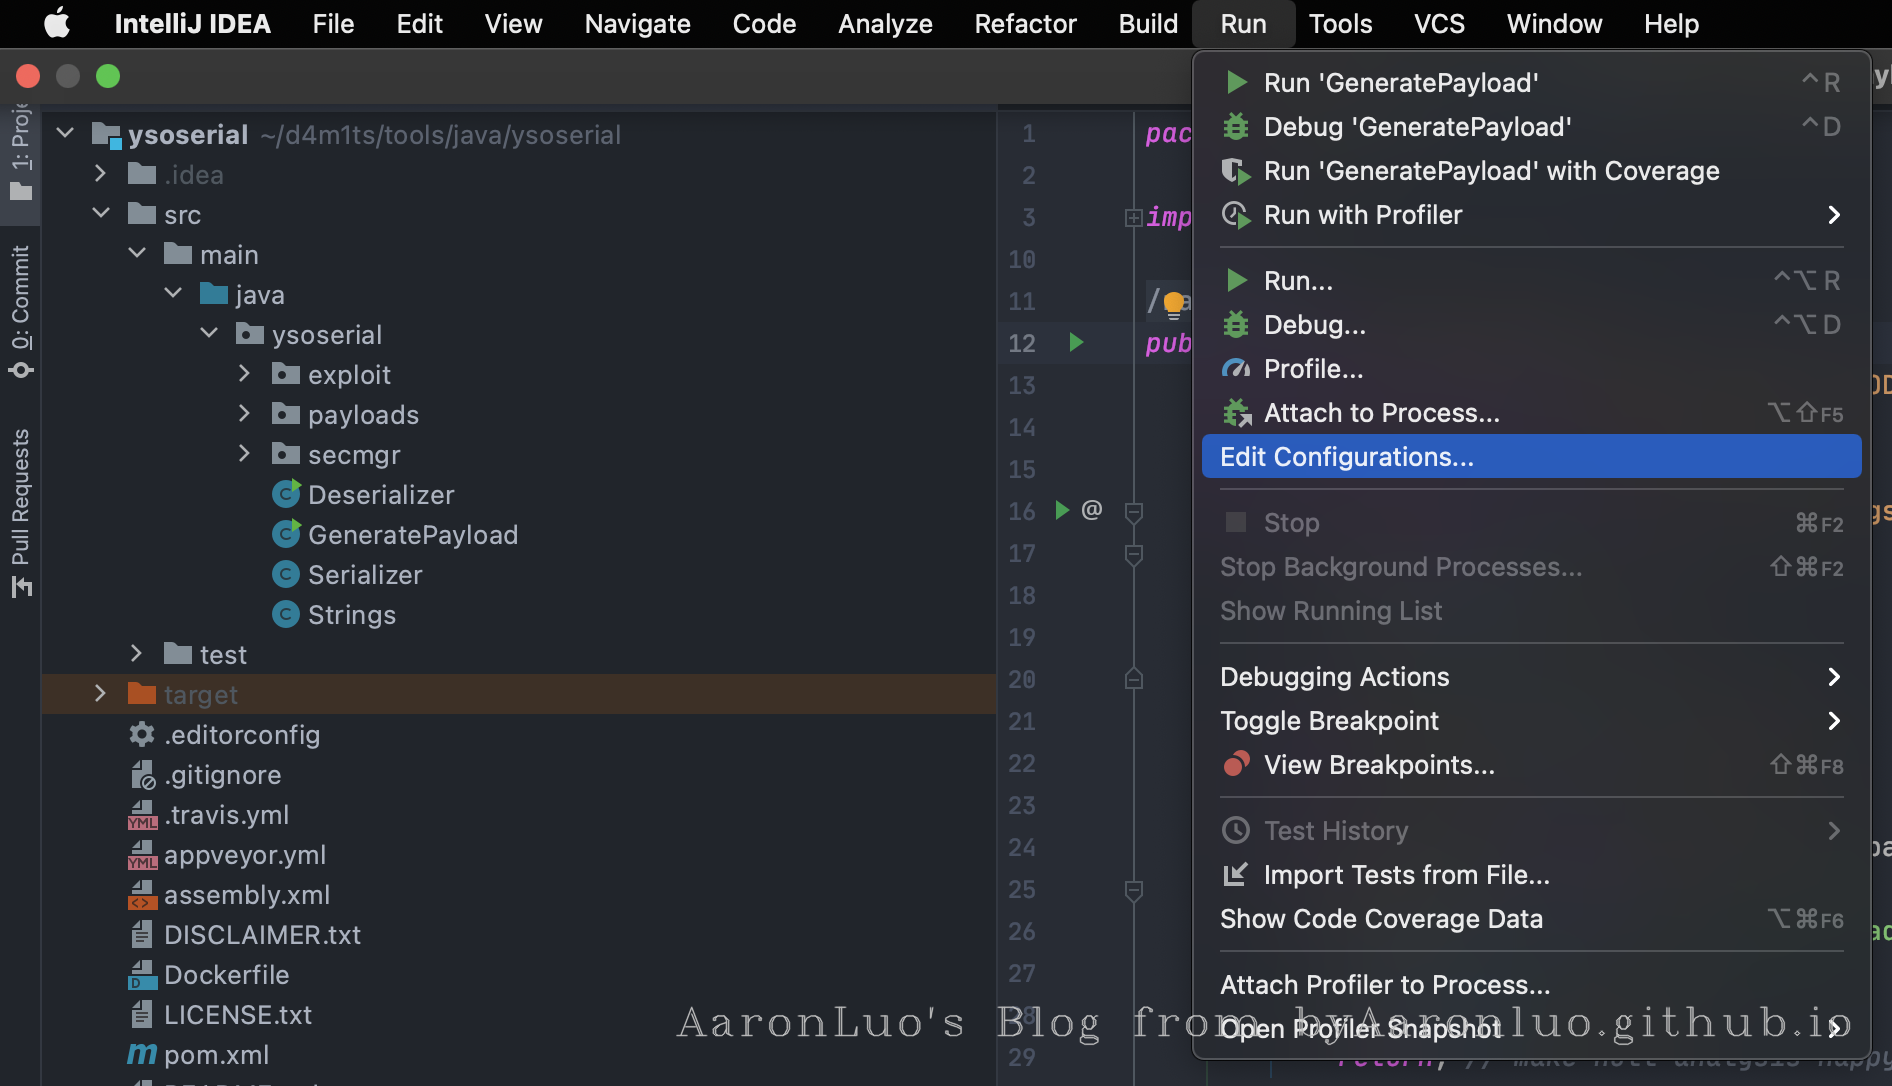 IntelliJ IDEA File Edit View Navigate Code Analyze Refactor Build Run Tools VCS Window Help
1: Proje
0: Commit
Pull Requests
ysoserial ~/d4m1ts/tools/java/ysoserial
.idea
src
main
java
ysoserial
exploit
payloads
secmgr
Deserializer
GeneratePayload
Serializer
Strings
test
target
.editorconfig
.gitignore
.travis.yml
appveyor.yml
assembly.xml
DISCLAIMER.txt
Dockerfile
LICENSE.txt
pom.xml
1 pac
2
3 imp
10
11
12 pub
13
14
15
16 @
17
18
19
20
21
22
23
24
25
26
27
28
29
Run 'GeneratePayload' ^R
Debug 'GeneratePayload' ^D
Run 'GeneratePayload' with Coverage
Run with Profiler
Run... ^⌥R
Debug... ^⌥D
Profile...
Attach to Process... ⌥⇧F5
Edit Configurations...
Stop ⌘F2
Stop Background Processes... ⇧⌘F2
Show Running List
Debugging Actions
Toggle Breakpoint
View Breakpoints... ⇧⌘F8
Test History
Import Tests from File...
Show Code Coverage Data ⌥⌘F6
Attach Profiler to Process...
Open Profiler Snapshot
return; // make null analysis happy
AaronLuo's Blog from byAaronluo.github.io